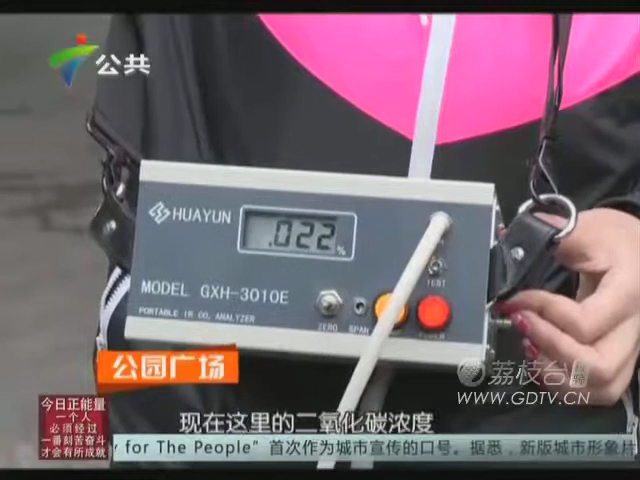 公共
HUAYUN
.022
%
MODEL GXH-3010E
PORTABLE IR CO₂ ANALYZER
TEST
ZERO
SPAN
公园广场
荔枝台
www.GDTV.CN
今日正能量
一个人
必须经过
一番刻苦奋斗
才会有所成就
现在这里的二氧化碳浓度
y for The People" 首次作为城市宣传的口号。据悉，新版城市形象片